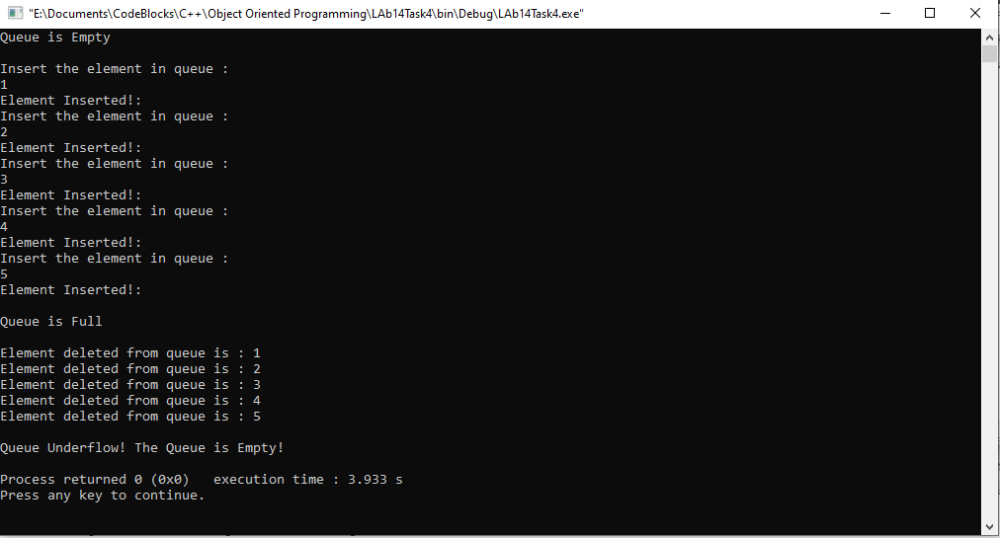 "E:\Documents\CodeBlocks\C++\Object Oriented Programming\LAb14Task4\bin\Debug\LAb14Task4.exe"
Queue is Empty
Insert the element in queue :
1
Element Inserted!:
Insert the element in queue :
2
Element Inserted!:
Insert the element in queue :
3
Element Inserted!:
Insert the element in queue :
4
Element Inserted!:
Insert the element in queue :
5
Element Inserted!:
Queue is Full
Element deleted from queue is : 1
Element deleted from queue is : 2
Element deleted from queue is : 3
Element deleted from queue is : 4
Element deleted from queue is : 5
Queue Underflow! The Queue is Empty!
Process returned 0 (0x0)   execution time : 3.933 s
Press any key to continue.